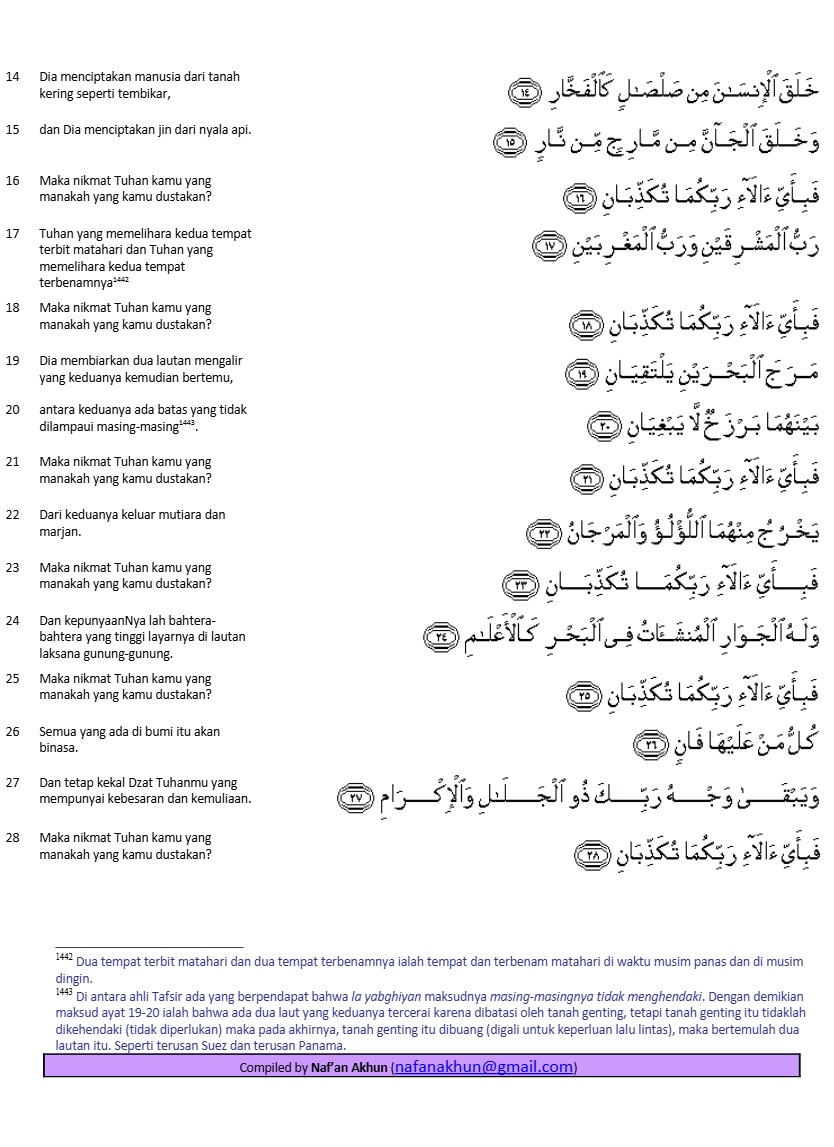 14 Dia menciptakan manusia dari tanah
kering seperti tembikar,
خَلَقَ ٱلْإِنسَـٰنَ مِن صَلْصَـٰلٍ كَٱلْفَخَّارِ ﴿١٤﴾
15 dan Dia menciptakan jin dari nyala api.
وَخَلَقَ ٱلْجَآنَّ مِن مَّارِجٍ مِّن نَّارٍ ﴿١٥﴾
16 Maka nikmat Tuhan kamu yang
manakah yang kamu dustakan?
فَبِأَىِّ ءَالَآءِ رَبِّكُمَا تُكَذِّبَانِ ﴿١٦﴾
17 Tuhan yang memelihara kedua tempat
terbit matahari dan Tuhan yang
memelihara kedua tempat
terbenamnya1442
رَبُّ ٱلْمَشْرِقَيْنِ وَرَبُّ ٱلْمَغْرِبَيْنِ ﴿١٧﴾
18 Maka nikmat Tuhan kamu yang
manakah yang kamu dustakan?
فَبِأَىِّ ءَالَآءِ رَبِّكُمَا تُكَذِّبَانِ ﴿١٨﴾
19 Dia membiarkan dua lautan mengalir
yang keduanya kemudian bertemu,
مَرَجَ ٱلْبَحْرَيْنِ يَلْتَقِيَانِ ﴿١٩﴾
20 antara keduanya ada batas yang tidak
dilampaui masing-masing1443.
بَيْنَهُمَا بَرْزَخٌ لَّا يَبْغِيَانِ ﴿٢٠﴾
21 Maka nikmat Tuhan kamu yang
manakah yang kamu dustakan?
فَبِأَىِّ ءَالَآءِ رَبِّكُمَا تُكَذِّبَانِ ﴿٢١﴾
22 Dari keduanya keluar mutiara dan
marjan.
يَخْرُجُ مِنْهُمَا ٱللُّؤْلُؤُ وَٱلْمَرْجَانُ ﴿٢٢﴾
23 Maka nikmat Tuhan kamu yang
manakah yang kamu dustakan?
فَبِأَىِّ ءَالَآءِ رَبِّكُمَا تُكَذِّبَانِ ﴿٢٣﴾
24 Dan kepunyaanNya lah bahtera-
bahtera yang tinggi layarnya di lautan
laksana gunung-gunung.
وَلَهُ ٱلْجَوَارِ ٱلْمُنشَـَٔاتُ فِى ٱلْبَحْرِ كَٱلْأَعْلَـٰمِ ﴿٢٤﴾
25 Maka nikmat Tuhan kamu yang
manakah yang kamu dustakan?
فَبِأَىِّ ءَالَآءِ رَبِّكُمَا تُكَذِّبَانِ ﴿٢٥﴾
26 Semua yang ada di bumi itu akan
binasa.
كُلُّ مَنْ عَلَيْهَا فَانٍ ﴿٢٦﴾
27 Dan tetap kekal Dzat Tuhanmu yang
mempunyai kebesaran dan kemuliaan.
وَيَبْقَىٰ وَجْهُ رَبِّكَ ذُو ٱلْجَلَـٰلِ وَٱلْإِكْرَامِ ﴿٢٧﴾
28 Maka nikmat Tuhan kamu yang
manakah yang kamu dustakan?
فَبِأَىِّ ءَالَآءِ رَبِّكُمَا تُكَذِّبَانِ ﴿٢٨﴾
1442 Dua tempat terbit matahari dan dua tempat terbenamnya ialah tempat dan terbenam matahari di waktu musim panas dan di musim
dingin.
1443 Di antara ahli Tafsir ada yang berpendapat bahwa la yabghiyan maksudnya masing-masingnya tidak menghendaki. Dengan demikian
maksud ayat 19-20 ialah bahwa ada dua laut yang keduanya tercerai karena dibatasi oleh tanah genting, tetapi tanah genting itu tidaklah
dikehendaki (tidak diperlukan) maka pada akhirnya, tanah genting itu dibuang (digali untuk keperluan lalu lintas), maka bertemulah dua
lautan itu. Seperti terusan Suez dan terusan Panama.
Compiled by Naf’an Akhun (nafanakhun@gmail.com)